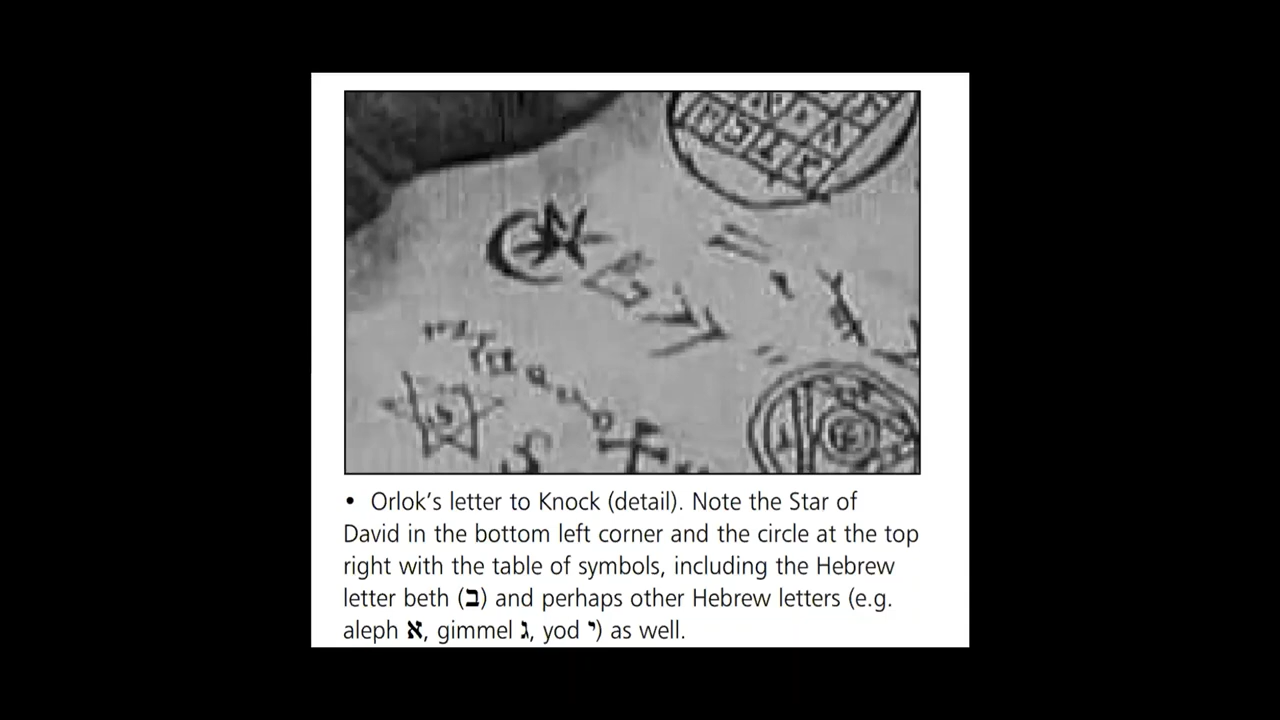 • Orlok's letter to Knock (detail). Note the Star of
David in the bottom left corner and the circle at the top
right with the table of symbols, including the Hebrew
letter beth (ב) and perhaps other Hebrew letters (e.g.
aleph א, gimmel ג, yod י) as well.